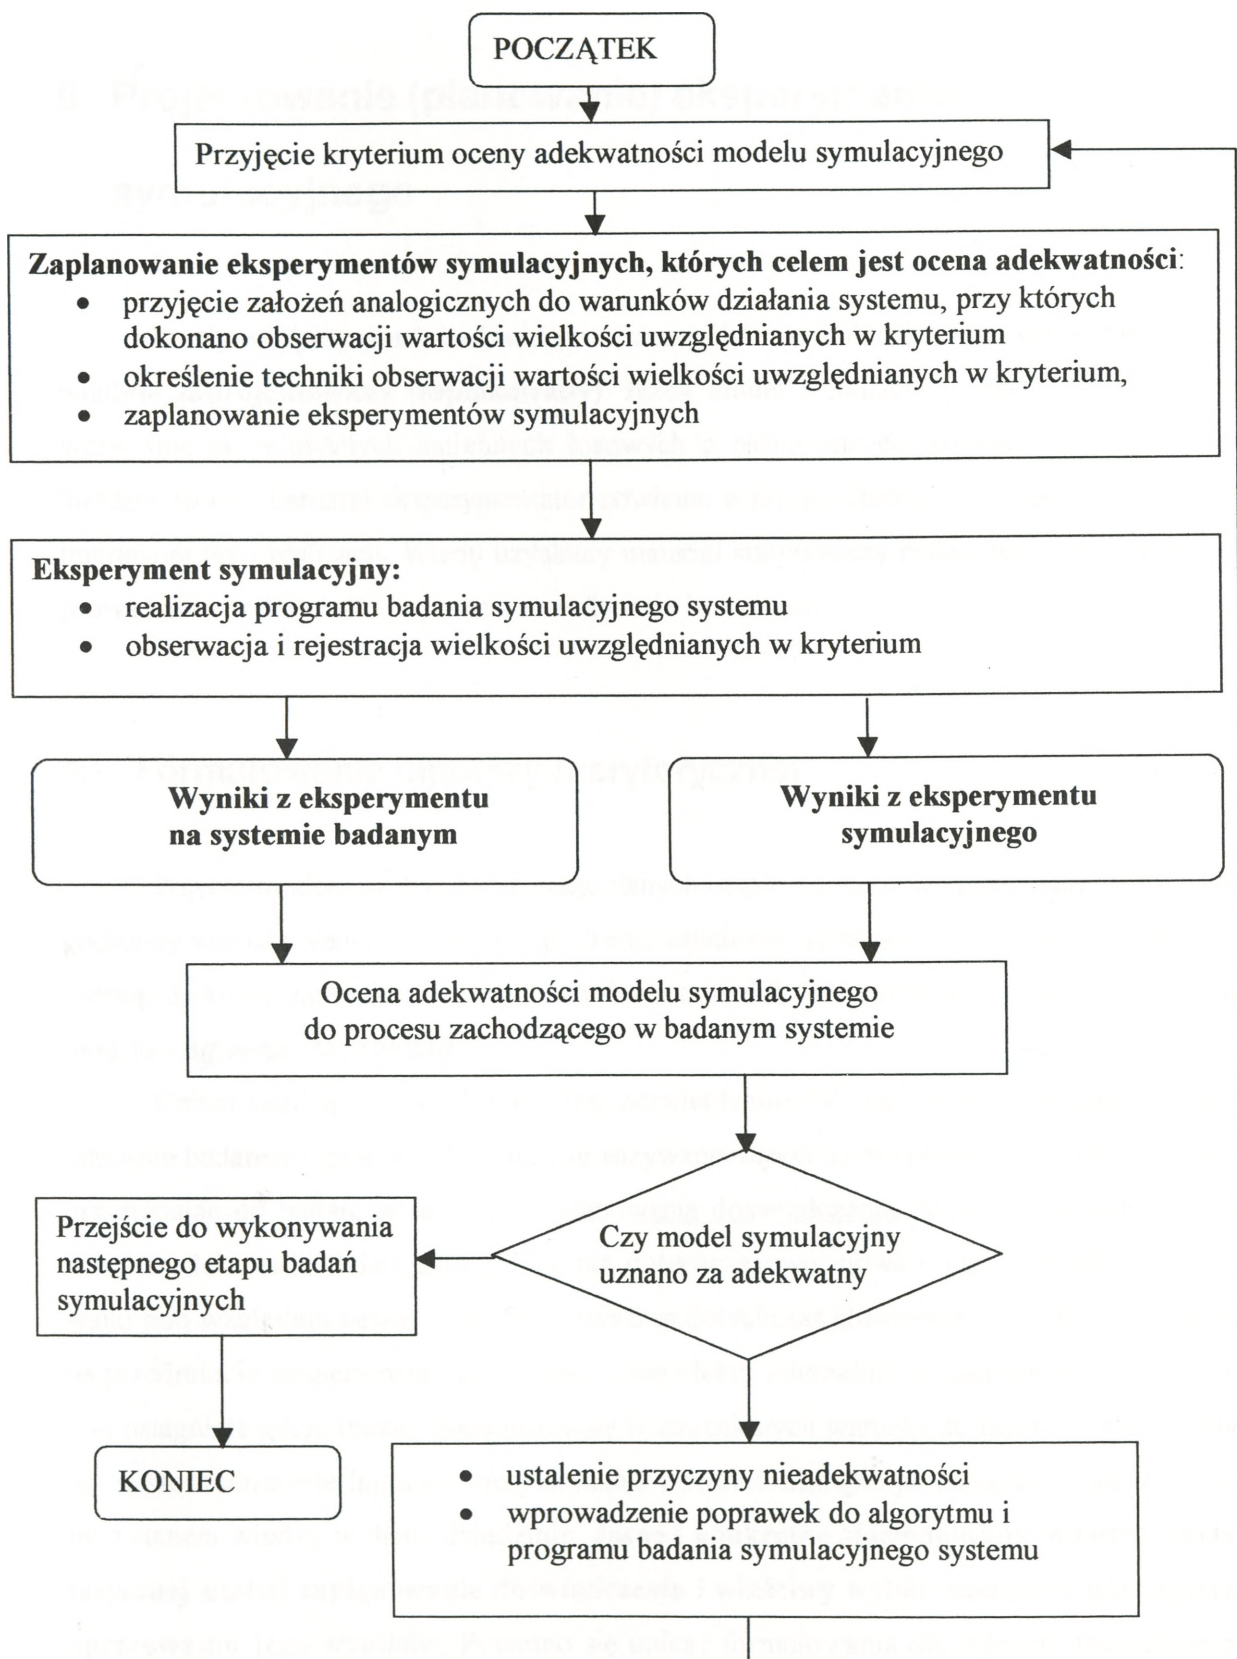 POCZĄTEK
Przyjęcie kryterium oceny adekwatności modelu symulacyjnego
Zaplanowanie eksperymentów symulacyjnych, których celem jest ocena adekwatności:
• przyjęcie założeń analogicznych do warunków działania systemu, przy których
dokonano obserwacji wartości wielkości uwzględnianych w kryterium
• określenie techniki obserwacji wartości wielkości uwzględnianych w kryterium,
• zaplanowanie eksperymentów symulacyjnych
Eksperyment symulacyjny:
• realizacja programu badania symulacyjnego systemu
• obserwacja i rejestracja wielkości uwzględnianych w kryterium
Wyniki z eksperymentu
na systemie badanym
Wyniki z eksperymentu
symulacyjnego
Ocena adekwatności modelu symulacyjnego
do procesu zachodzącego w badanym systemie
Czy model symulacyjny
uznano za adekwatny
Przejście do wykonywania
następnego etapu badań
symulacyjnych
KONIEC
• ustalenie przyczyny nieadekwatności
• wprowadzenie poprawek do algorytmu i
programu badania symulacyjnego systemu